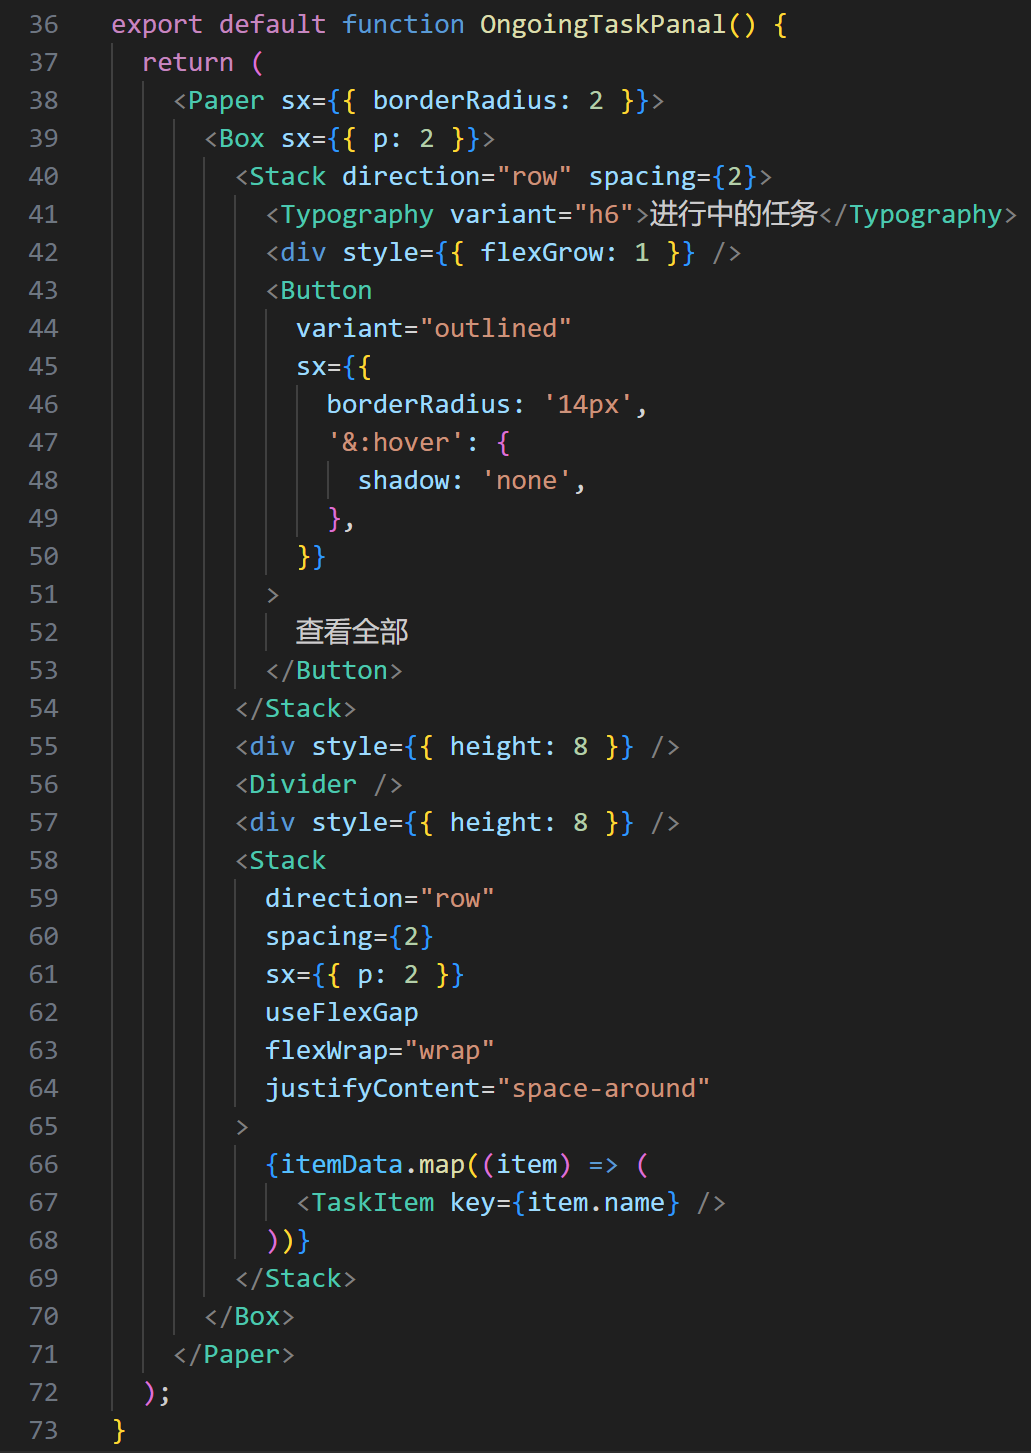 36 export default function OngoingTaskPanal() {
37 return (
38 <Paper sx={{ borderRadius: 2 }}>
39 <Box sx={{ p: 2 }}>
40 <Stack direction="row" spacing={2}>
41 <Typography variant="h6">进行中的任务</Typography>
42 <div style={{ flexGrow: 1 }} />
43 <Button
44 variant="outlined"
45 sx={{
46 borderRadius: '14px',
47 '&:hover': {
48 shadow: 'none',
49 },
50 }}
51 >
52 查看全部
53 </Button>
54 </Stack>
55 <div style={{ height: 8 }} />
56 <Divider />
57 <div style={{ height: 8 }} />
58 <Stack
59 direction="row"
60 spacing={2}
61 sx={{ p: 2 }}
62 useFlexGap
63 flexWrap="wrap"
64 justifyContent="space-around"
65 >
66 {itemData.map((item) => (
67 <TaskItem key={item.name} />
68 ))}
69 </Stack>
70 </Box>
71 </Paper>
72 );
73 }